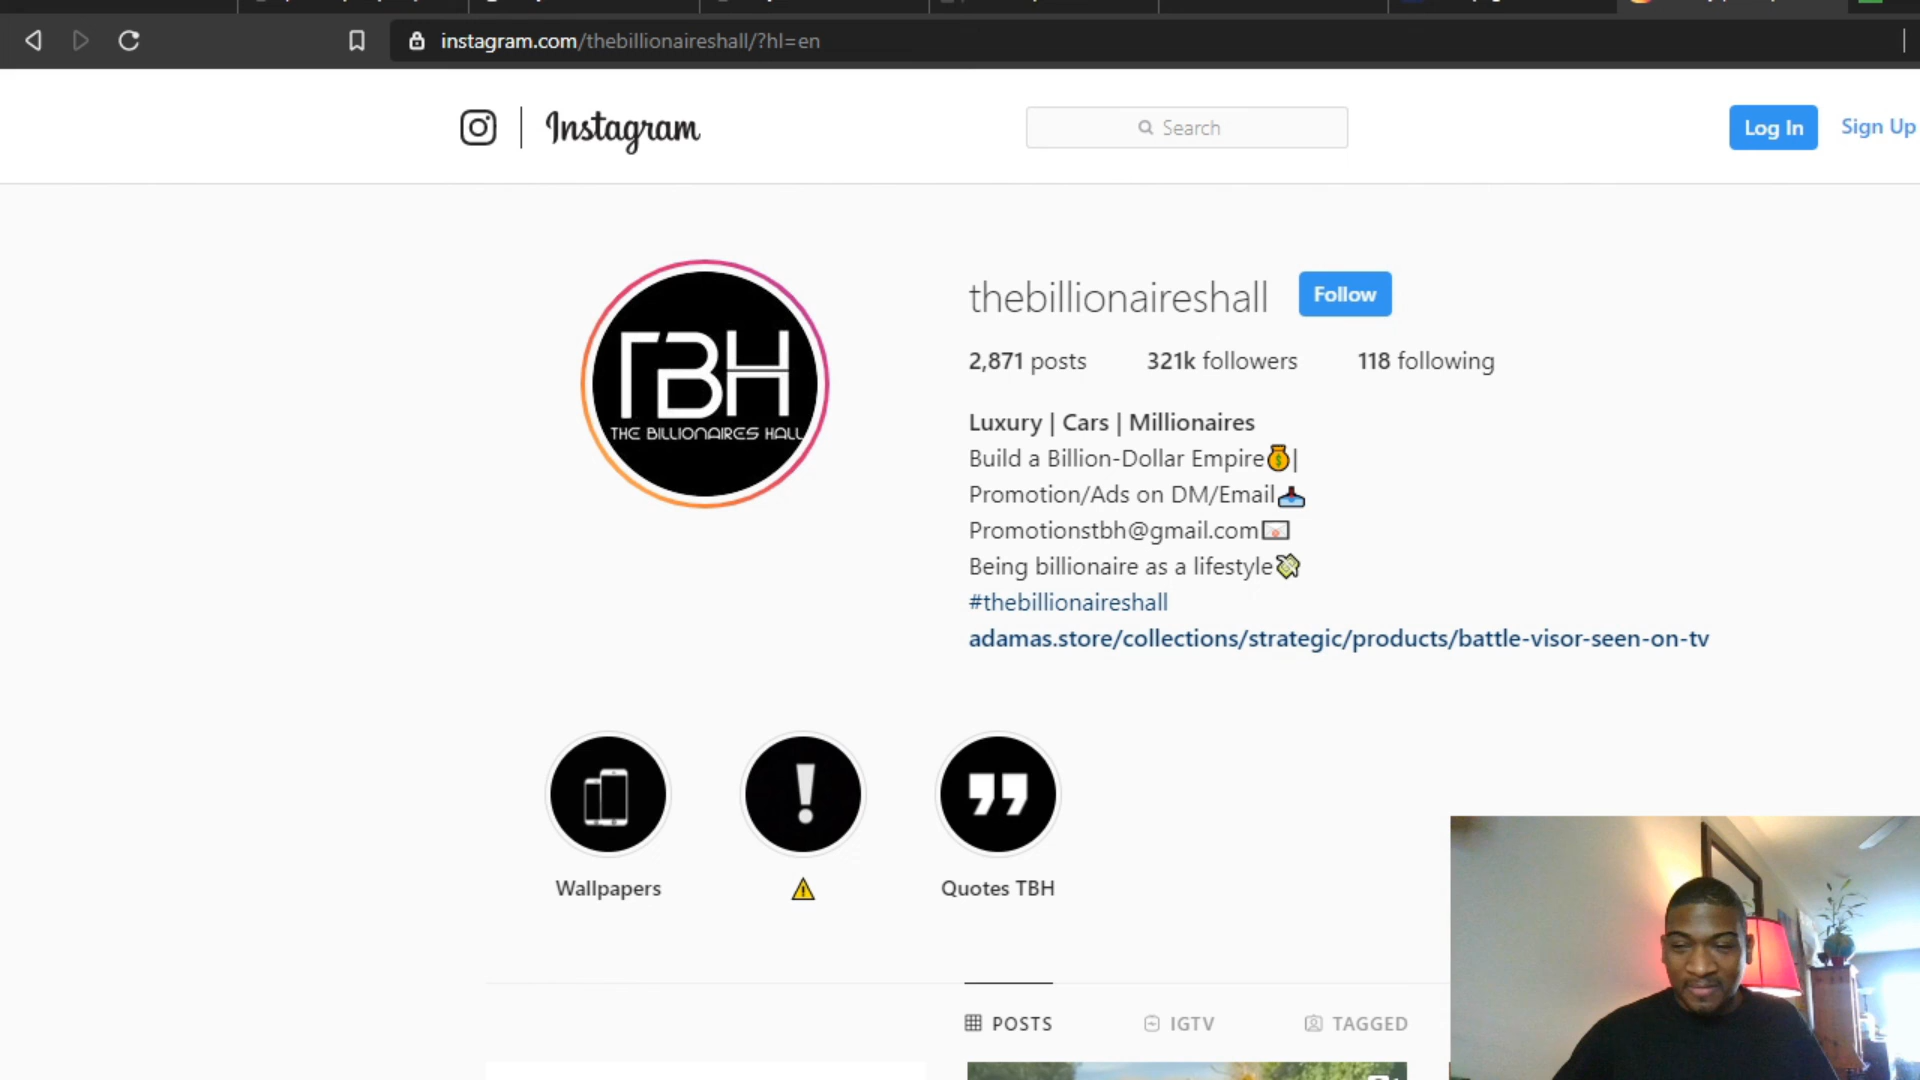 instagram.com/thebillionaireshall/?hl=en
Instagram
Search
Log In
Sign Up
TBH
THE BILLIONAIRES HALL
thebillionaireshall
Follow
2,871 posts 321k followers 118 following
Luxury | Cars | Millionaires
Build a Billion-Dollar Empire💰|
Promotion/Ads on DM/Email📥
Promotionstbh@gmail.com💌
Being billionaire as a lifestyle💸
#thebillionaireshall
adamas.store/collections/strategic/products/battle-visor-seen-on-tv
Wallpapers
⚠
Quotes TBH
POSTS
IGTV
TAGGED